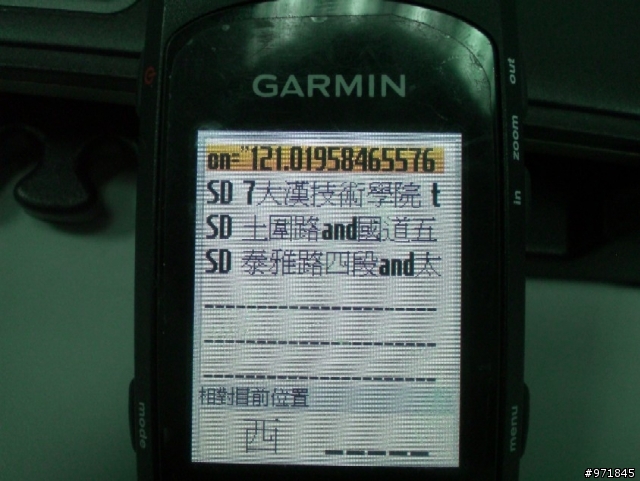 GARMIN
on="121.01958465576
SD 7大漢技術學院 t
SD 土圍路and國道五
SD 泰雅路四段and太
相對目前位置
西 _ _ _ _
out
zoom
in
mode
menu
#971845